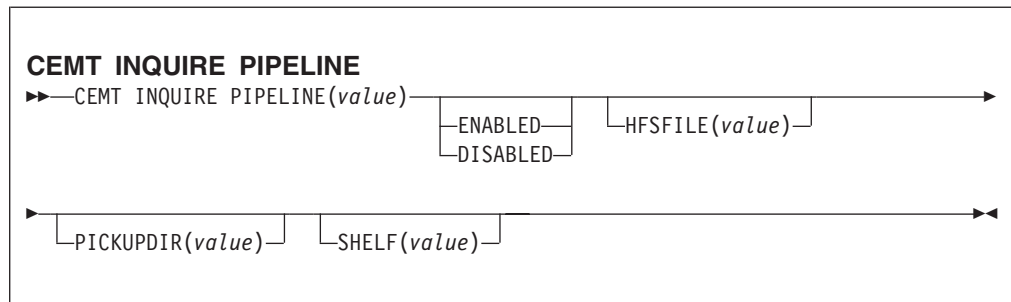 CEMT INQUIRE PIPELINE
CEMT INQUIRE PIPELINE(value)
ENABLED
DISABLED
HFSFILE(value)
PICKUPDIR(value)
SHELF(value)